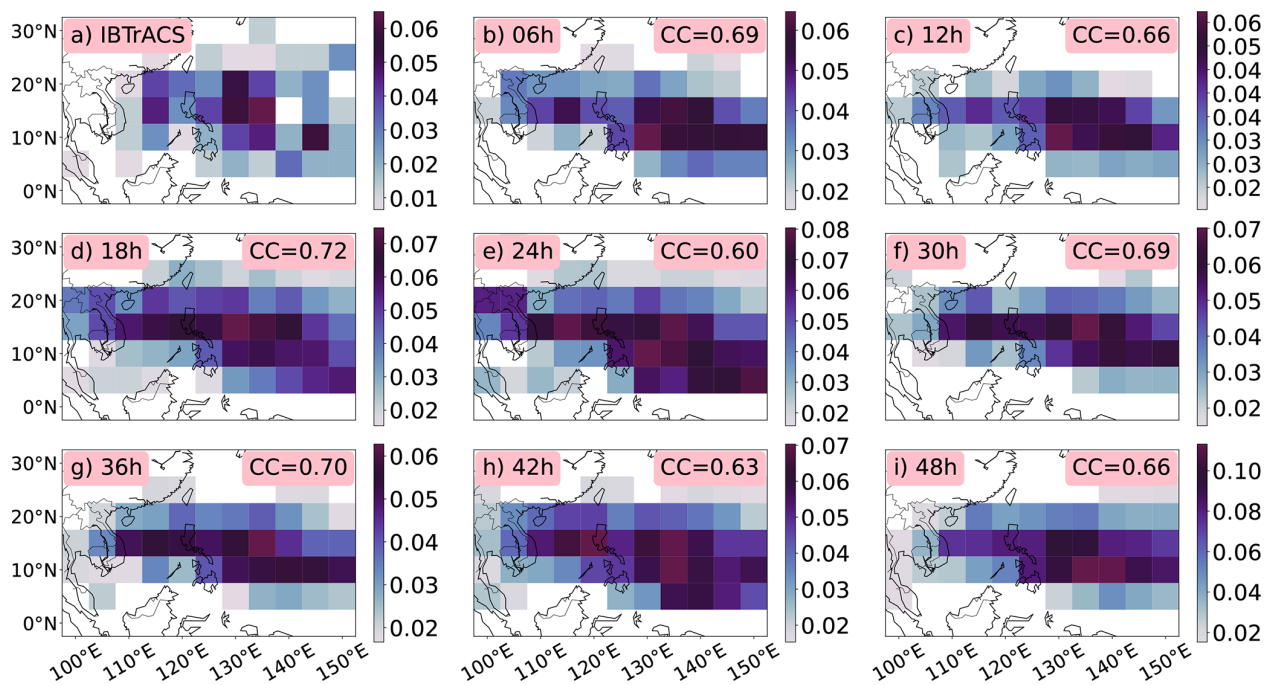 a) IBTrACS
b) 06h CC=0.69
c) 12h CC=0.66
30°N
20°N
10°N
0°N
0.06
0.05
0.04
0.03
0.02
0.01
0.06
0.05
0.04
0.03
0.02
0.06
0.05
0.04
0.04
0.03
0.03
0.02
d) 18h CC=0.72
e) 24h CC=0.60
f) 30h CC=0.69
30°N
20°N
10°N
0°N
0.07
0.06
0.05
0.04
0.03
0.02
0.08
0.07
0.06
0.05
0.04
0.03
0.02
0.07
0.06
0.05
0.04
0.03
0.02
g) 36h CC=0.70
h) 42h CC=0.63
i) 48h CC=0.66
30°N
20°N
10°N
0°N
0.06
0.05
0.04
0.03
0.02
0.07
0.06
0.05
0.04
0.03
0.02
0.10
0.08
0.06
0.04
0.02
100°E 110°E 120°E 130°E 140°E 150°E
100°E 110°E 120°E 130°E 140°E 150°E
100°E 110°E 120°E 130°E 140°E 150°E